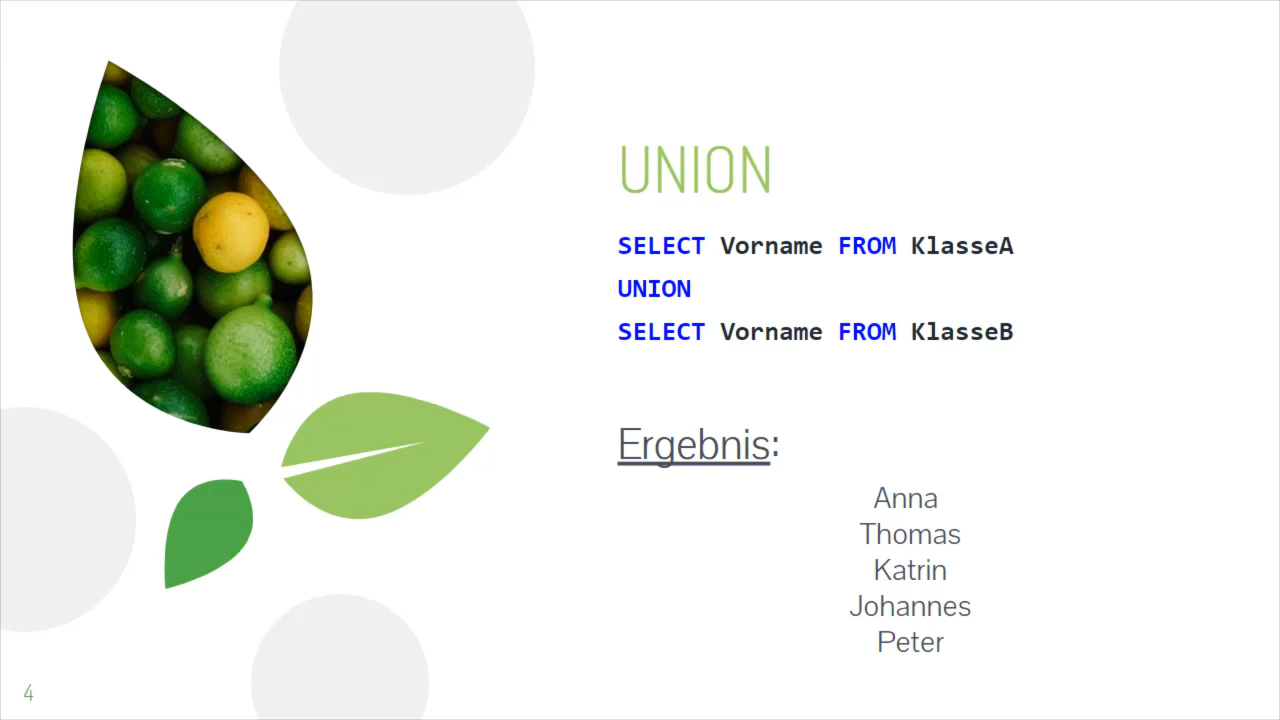 UNION
SELECT Vorname FROM KlasseA
UNION
SELECT Vorname FROM KlasseB
Ergebnis:
Anna
Thomas
Katrin
Johannes
Peter
4